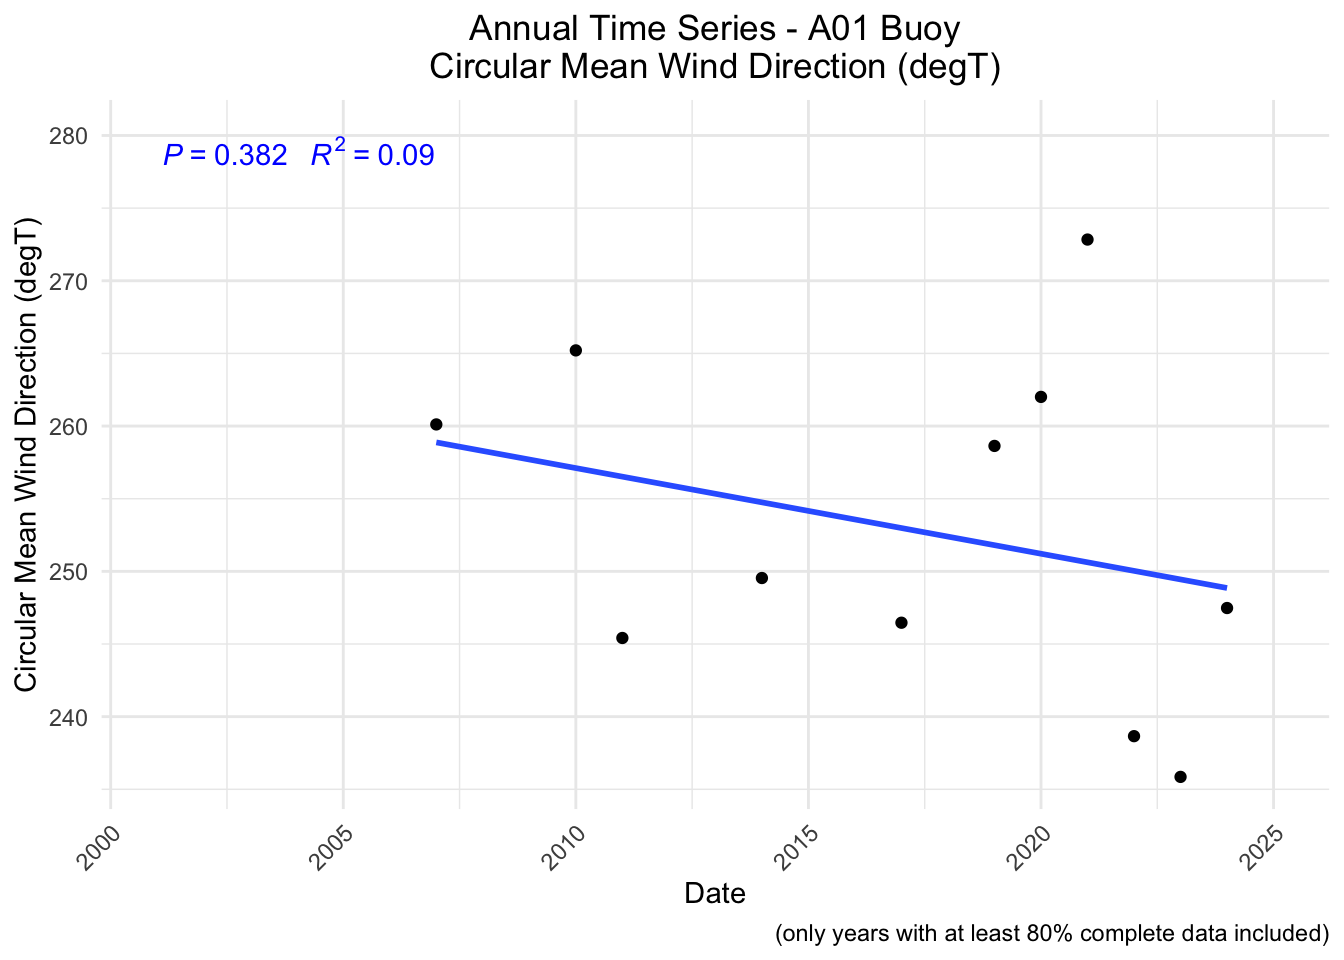 Annual Time Series - A01 Buoy
Circular Mean Wind Direction (degT)
P = 0.382 R² = 0.09
Circular Mean Wind Direction (degT)
280
270
260
250
240
2000 2005 2010 2015 2020 2025
Date
(only years with at least 80% complete data included)